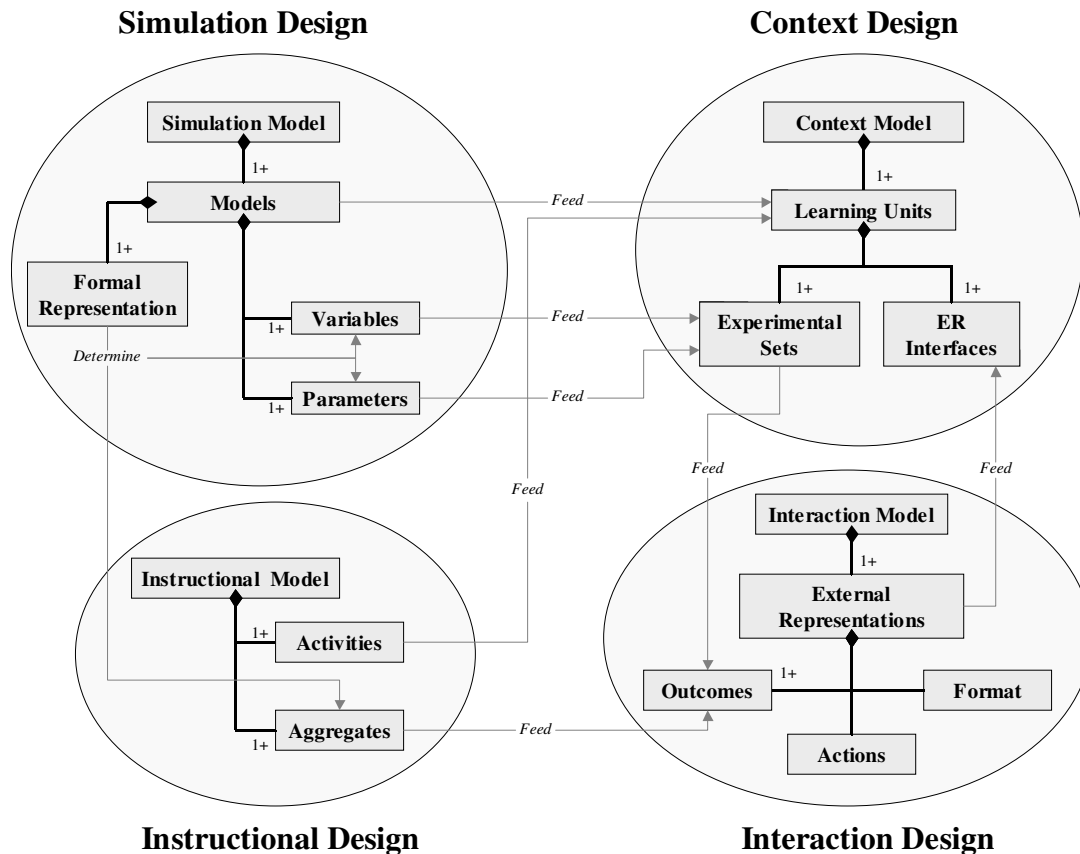 Simulation Design
Context Design
Simulation Model
Context Model
1+
1+
Models
Feed
Learning Units
1+
Formal
Representation
1+
1+
Variables
1+
Feed
Experimental
Sets
ER
Interfaces
Determine
Parameters
1+
Feed
Feed
Feed
Feed
Interaction Model
1+
Instructional Model
External
Representations
1+
Activities
1+
Outcomes
Format
Aggregates
1+
Feed
Actions
Instructional Design
Interaction Design